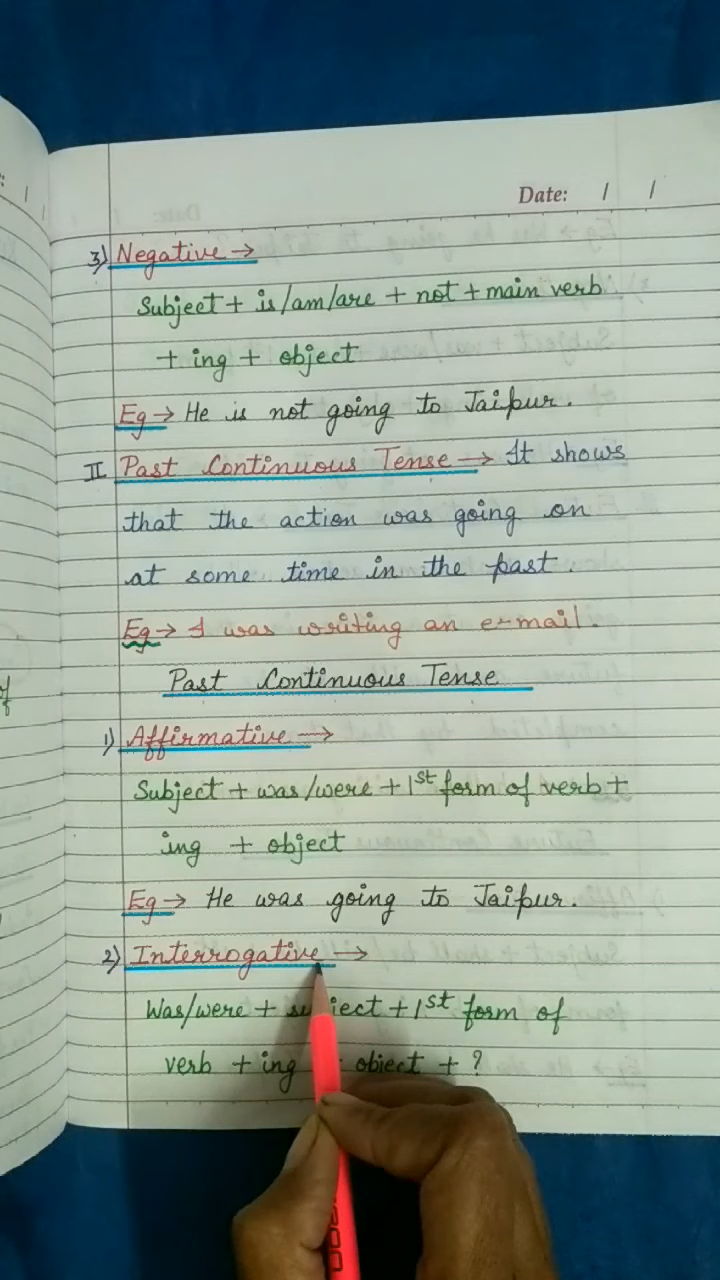 Date: / /
3) Negative →
Subject + is/am/are + not + main verb
+ ing + object
Eg → He is not going to Jaipur.
II Past Continuous Tense → It shows
that the action was going on
at some time in the past.
Eg → I was writing an e-mail.
Past Continuous Tense
1) Affirmative →
Subject + was/were + 1st form of verb +
ing + object
Eg → He was going to Jaipur.
2) Interrogative →
Was/were + subject + 1st form of
verb + ing + object + ?